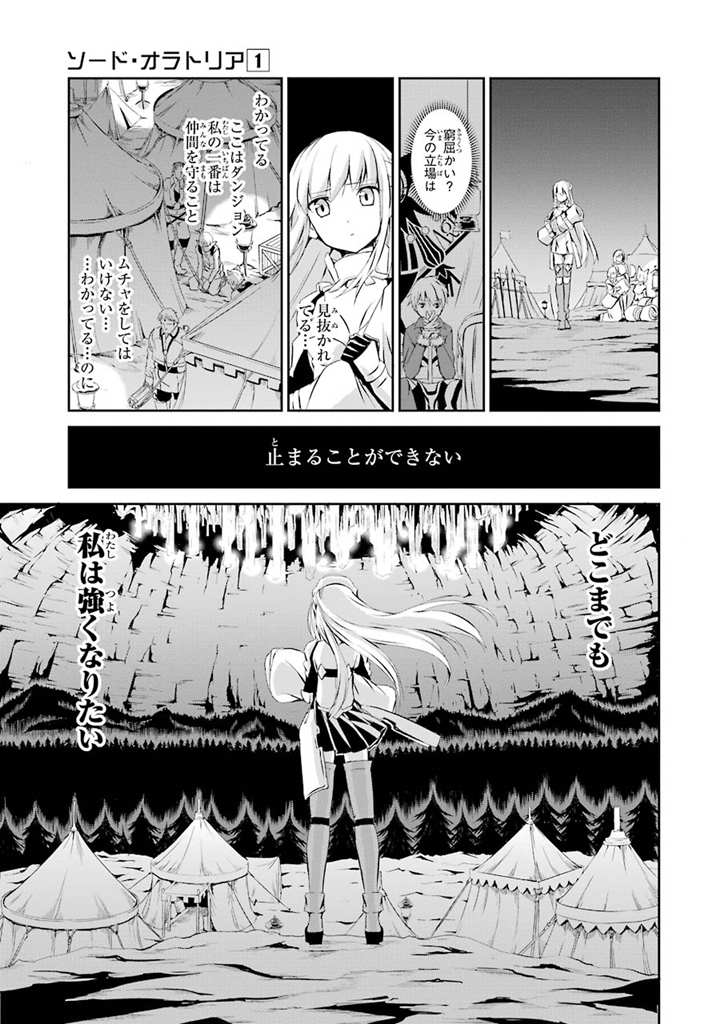 ソード・オラトリア 1
窮屈かい？
今の立場は
見抜かれ
てる…
わかってる
ここはダンジョン
私の一番は
仲間を守ること
ムチャをしては
いけない…
…わかってる…のに
止まることができない
どこまでも
私は強くなりたい